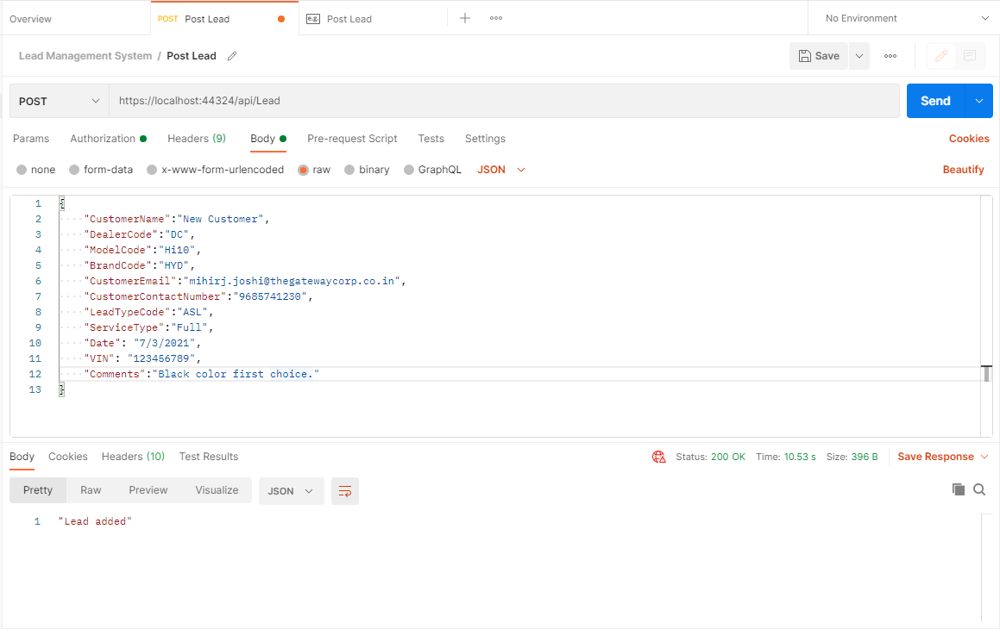 Overview
POST Post Lead
e.g. Post Lead
No Environment
Lead Management System / Post Lead
Save
POST https://localhost:44324/api/Lead
Send
Params Authorization Headers (9) Body Pre-request Script Tests Settings Cookies
none form-data x-www-form-urlencoded raw binary GraphQL JSON Beautify
1 {
2 "CustomerName":"New Customer",
3 "DealerCode":"DC",
4 "ModelCode":"Hi10",
5 "BrandCode":"HYD",
6 "CustomerEmail":"mihirj.joshi@thegatewaycorp.co.in",
7 "CustomerContactNumber":"9685741230",
8 "LeadTypeCode":"ASL",
9 "ServiceType":"Full",
10 "Date": "7/3/2021",
11 "VIN": "123456789",
12 "Comments":"Black color first choice."
13 }
Body Cookies Headers (10) Test Results Status: 200 OK Time: 10.53 s Size: 396 B Save Response
Pretty Raw Preview Visualize JSON
1 "Lead added"